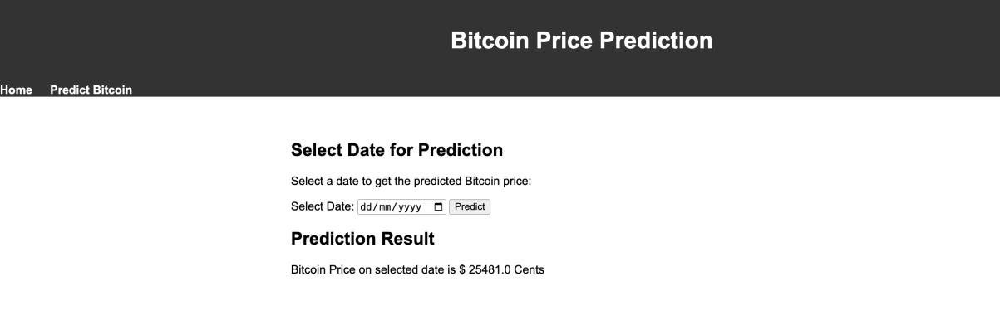 Bitcoin Price Prediction
Home Predict Bitcoin
Select Date for Prediction
Select a date to get the predicted Bitcoin price:
Select Date: dd/mm/yyyy Predict
Prediction Result
Bitcoin Price on selected date is $ 25481.0 Cents